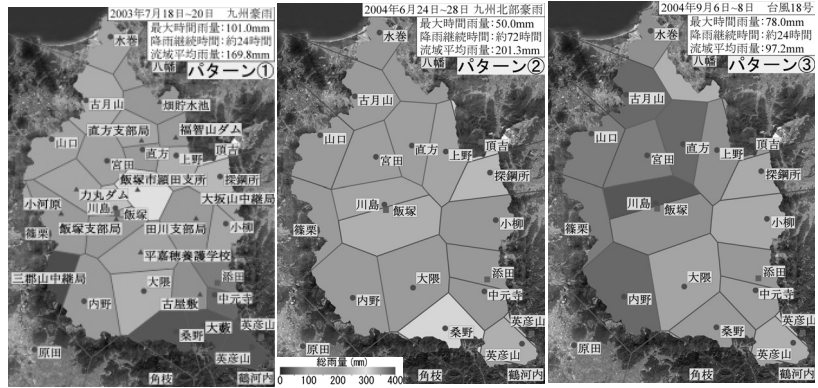 2003年7月18日~20日 九州豪雨
最大時間雨量:101.0mm
降雨継続時間:約24時間
流域平均雨量:169.8mm
パターン①
水巻
八幡
古月山
畑貯水池
直方支部局
福智山ダム
山口
直方
上野
頂吉
宮田
飯塚市頴田支所
採銅所
力丸ダム
大坂山中継局
小河原
川島
飯塚
篠栗
飯塚支部局
田川支部局
小柳
平嘉穂養護学校
三郡山中継局
大隈
添田
内野
古屋敷
中元寺
桑野
大藪
英彦山
原田
英彦山
角枝
鶴河内
2004年6月24日~28日 九州北部豪雨
最大時間雨量:50.0mm
降雨継続時間:約72時間
流域平均雨量:201.3mm
パターン②
水巻
八幡
古月山
山口
直方
上野
頂吉
宮田
採銅所
川島
飯塚
小柳
篠栗
添田
大隈
中元寺
内野
桑野
英彦山
原田
英彦山
総雨量(mm)
0 100 200 300 400
角枝
鶴河内
2004年9月6日~8日 台風18号
最大時間雨量:78.0mm
降雨継続時間:約24時間
流域平均雨量:97.2mm
パターン③
水巻
八幡
古月山
山口
直方
上野
頂吉
宮田
採銅所
川島
飯塚
小柳
篠栗
添田
大隈
中元寺
内野
桑野
英彦山
原田
英彦山
角枝
鶴河内